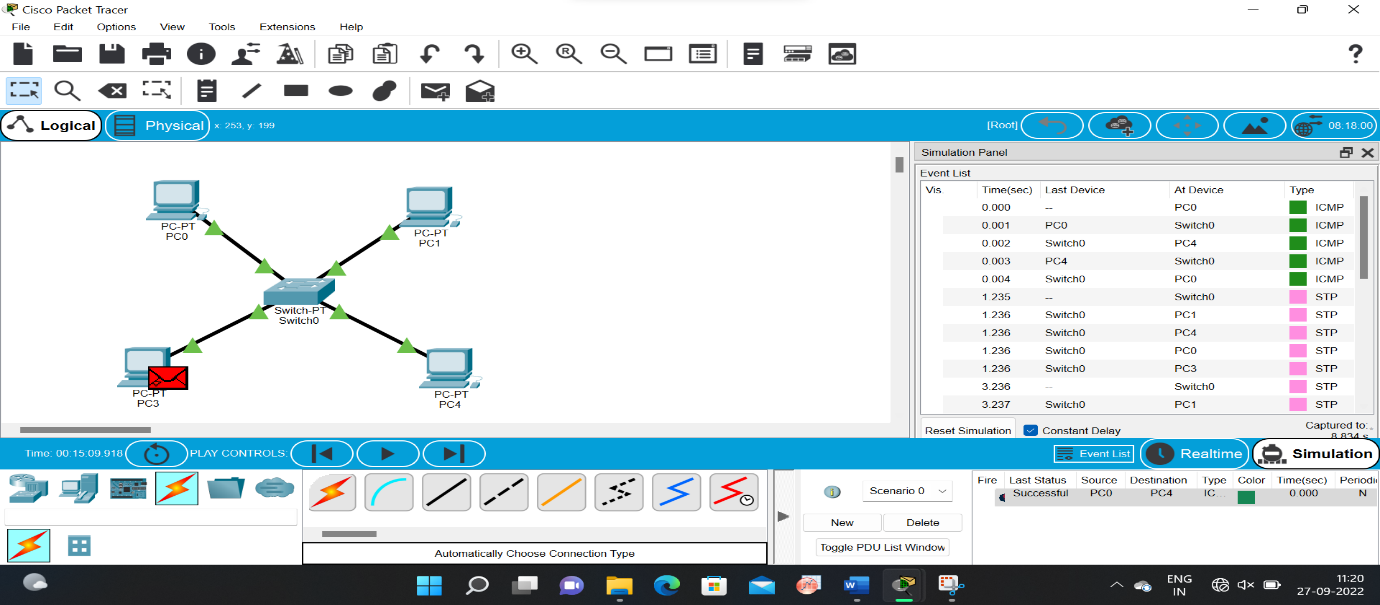 Cisco Packet Tracer
File Edit Options View Tools Extensions Help
Logical Physical x: 253, y: 199 [Root] 08.18.00
PC-PT
PC0
PC-PT
PC1
Switch-PT
Switch0
PC-PT
PC3
PC-PT
PC4
Simulation Panel
Event List
Vis. Time(sec) Last Device At Device Type
0.000 -- PC0 ICMP
0.001 PC0 Switch0 ICMP
0.002 Switch0 PC4 ICMP
0.003 PC4 Switch0 ICMP
0.004 Switch0 PC0 ICMP
1.235 -- Switch0 STP
1.236 Switch0 PC1 STP
1.236 Switch0 PC4 STP
1.236 Switch0 PC0 STP
1.236 Switch0 PC3 STP
3.236 -- Switch0 STP
3.237 Switch0 PC1 STP
Reset Simulation Constant Delay Captured to:
8.834 s
Time: 00:15:09.918 PLAY CONTROLS: Event List Realtime Simulation
Automatically Choose Connection Type
Scenario 0
New Delete
Toggle PDU List Window
Fire Last Status Source Destination Type Color Time(sec) Periodi
Successful PC0 PC4 IC... 0.000 N
ENG
IN
11:20
27-09-2022